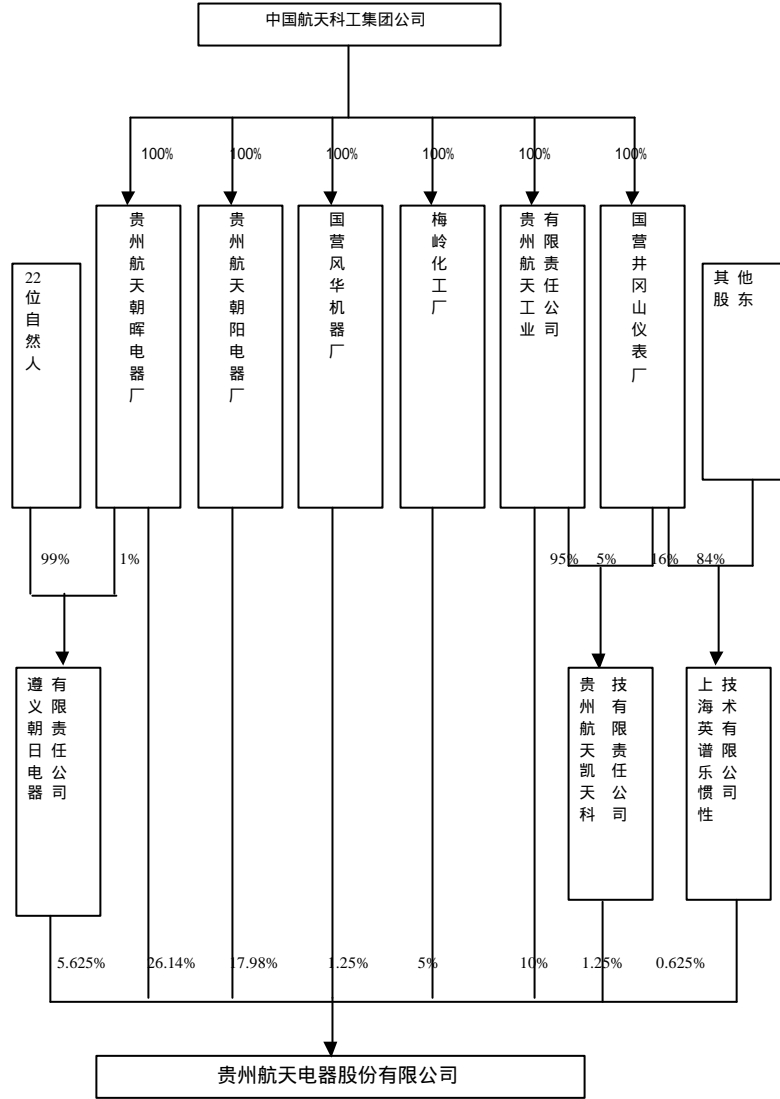 中国航天科工集团公司
100%
100%
100%
100%
100%
100%
22位自然人
贵州航天朝晖电器厂
贵州航天朝阳电器厂
国营风华机器厂
梅岭化工厂
贵州航天工业
有限责任公司
国营井冈山仪表厂
其他
股东
99%
1%
95%
5%
16%
84%
遵义朝日电器
有限责任公司
贵州航天凯天科
技有限责任公司
上海英谱乐惯性
技术有限公司
5.625%
26.14%
17.98%
1.25%
5%
10%
1.25%
0.625%
贵州航天电器股份有限公司